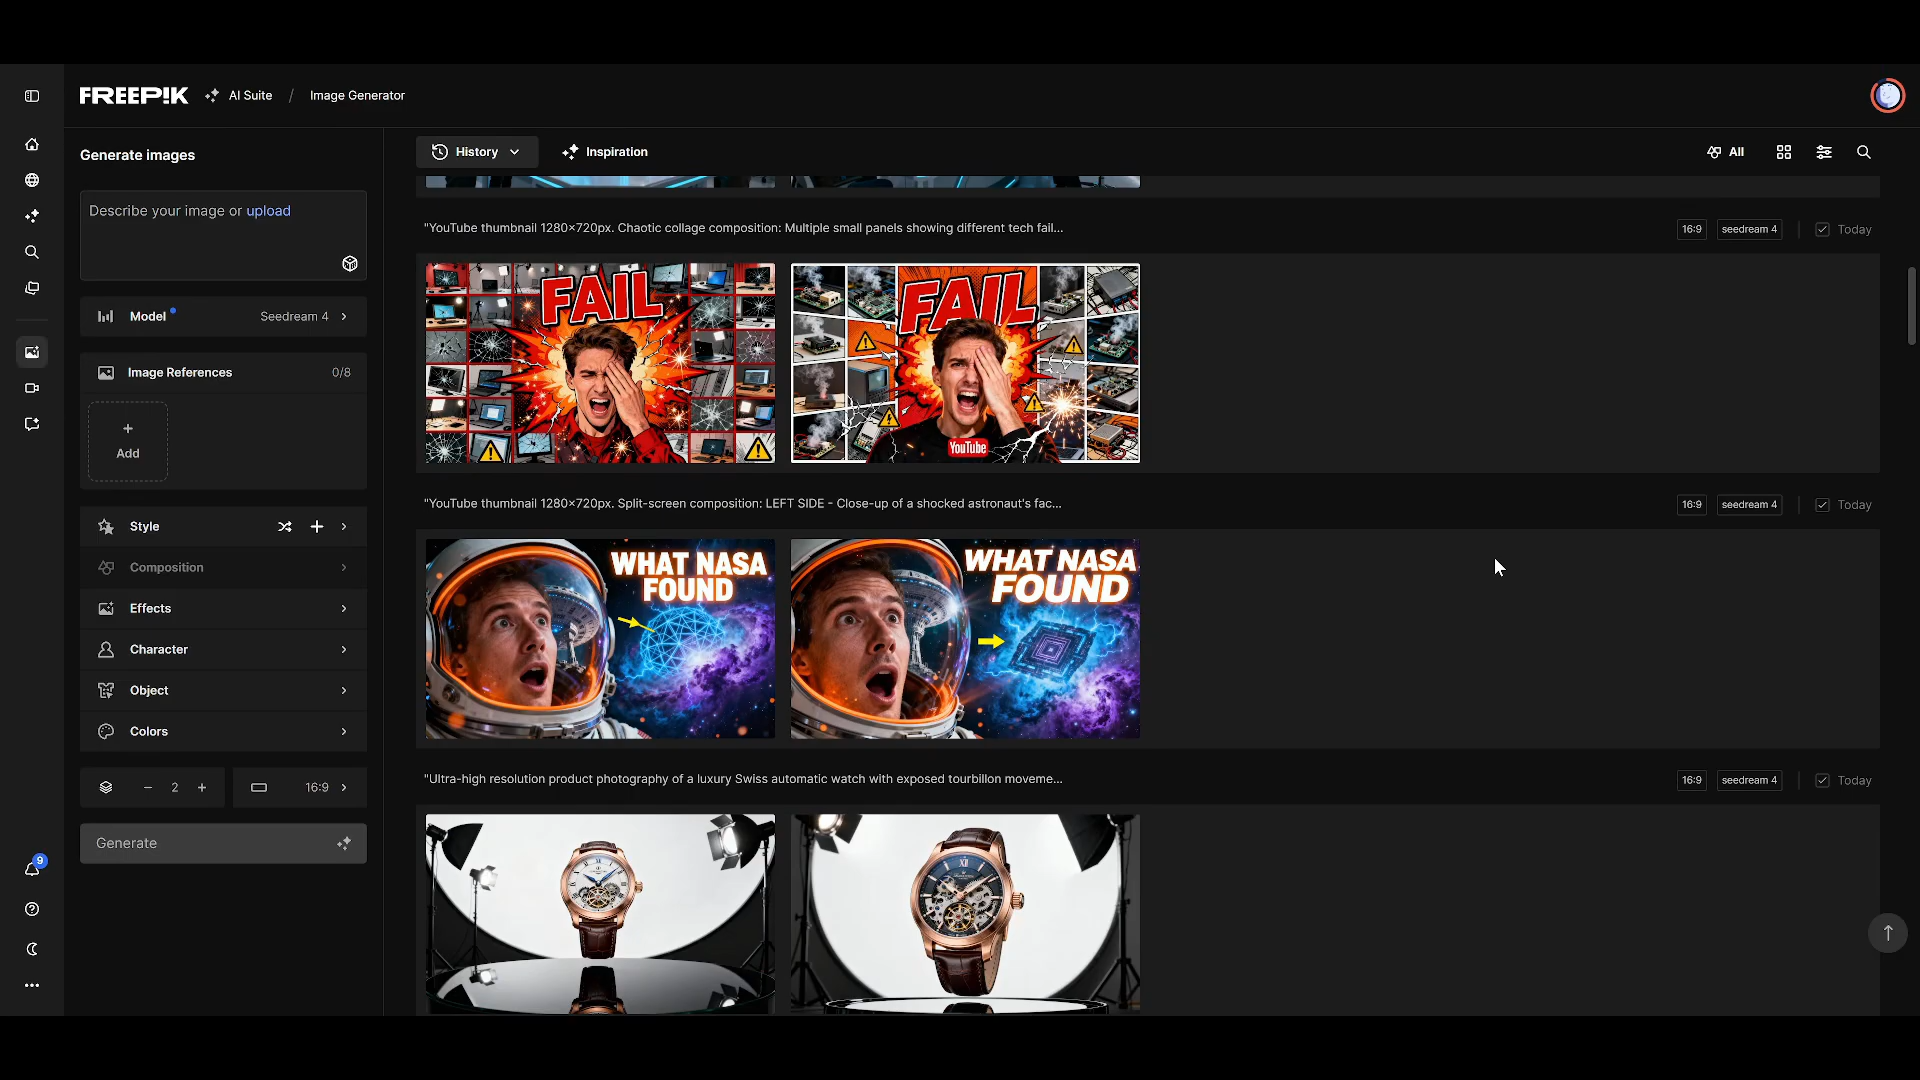 FREEPIK AI Suite / Image Generator
Generate images
Describe your image or upload
Model Seedream 4
Image References 0/8
+
Add
Style
Composition
Effects
Character
Object
Colors
2
16:9
Generate
9
History
Inspiration
All
"YouTube thumbnail 1280×720px. Chaotic collage composition: Multiple small panels showing different tech fail...
16:9 seedream 4 Today
FAIL
FAIL
YouTube
"YouTube thumbnail 1280×720px. Split-screen composition: LEFT SIDE - Close-up of a shocked astronaut's fac...
16:9 seedream 4 Today
WHAT NASA
FOUND
WHAT NASA
FOUND
"Ultra-high resolution product photography of a luxury Swiss automatic watch with exposed tourbillon moveme...
16:9 seedream 4 Today